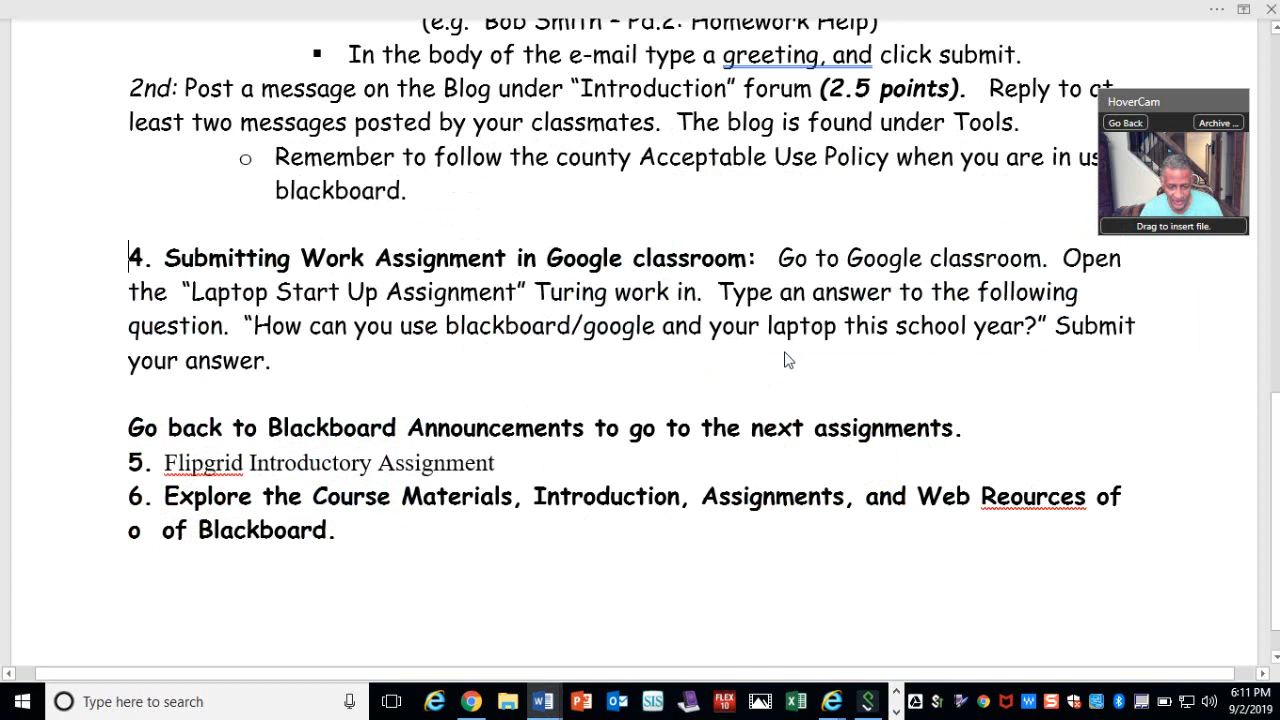 (e.g. Bob Smith – Pd.2: Homework Help)
▪ In the body of the e-mail type a greeting, and click submit.
2nd: Post a message on the Blog under “Introduction” forum (2.5 points). Reply to at
least two messages posted by your classmates. The blog is found under Tools.
o Remember to follow the county Acceptable Use Policy when you are in us
blackboard.
HoverCam
Go Back Archive ...
Drag to insert file.
4. Submitting Work Assignment in Google classroom: Go to Google classroom. Open
the “Laptop Start Up Assignment” Turing work in. Type an answer to the following
question. “How can you use blackboard/google and your laptop this school year?” Submit
your answer.
Go back to Blackboard Announcements to go to the next assignments.
5. Flipgrid Introductory Assignment
6. Explore the Course Materials, Introduction, Assignments, and Web Reources of
o of Blackboard.
Type here to search
SIS
FLEX
10
6:11 PM
9/2/2019